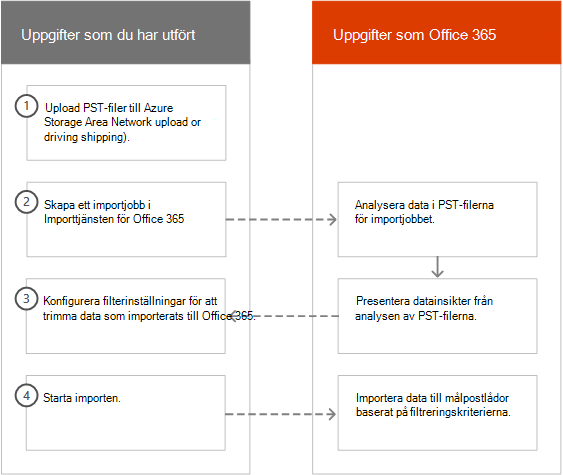 Uppgifter som du har utfört
Uppgifter som Office 365
1
Upload PST-filer till Azure
Storage Area Network upload or
driving shipping).
2
Skapa ett importjobb i
Importtjänsten för Office 365
Analysera data i PST-filerna
för importjobbet.
3
Konfigurera filterinställningar för att
trimma data som importerats till Office 365.
Presentera datainsikter från
analysen av PST-filerna.
4
Starta importen.
Importera data till målpostlådor
baserat på filtreringskriterierna.